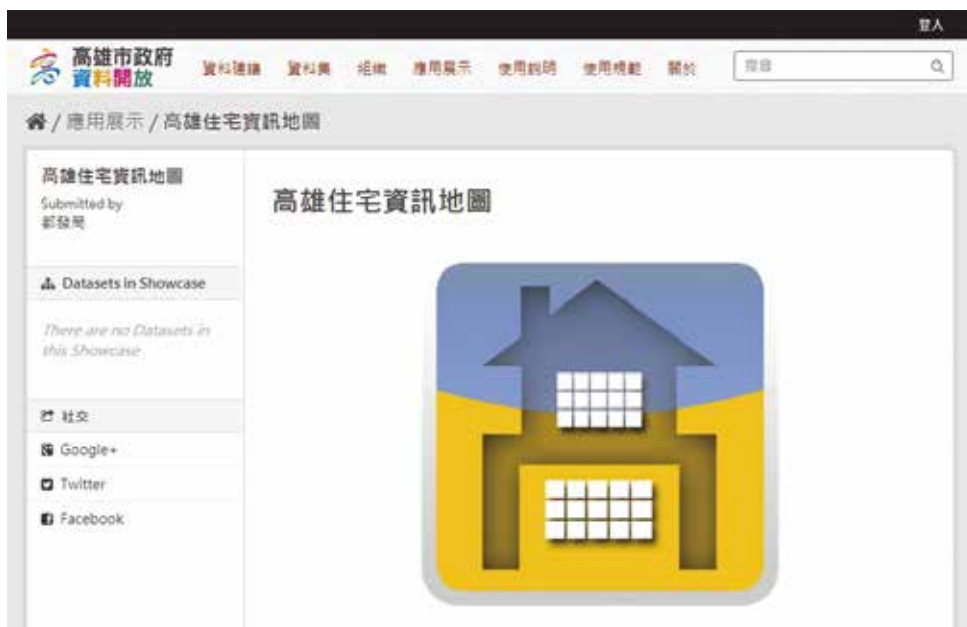 登入
高雄市政府
資料開放
資料建議 資料集 組織 應用展示 使用說明 使用規範 關於 搜尋
/ 應用展示 / 高雄住宅資訊地圖
高雄住宅資訊地圖
Submitted by
都發局
高雄住宅資訊地圖
Datasets in Showcase
There are no Datasets in
this Showcase
社交
Google+
Twitter
Facebook